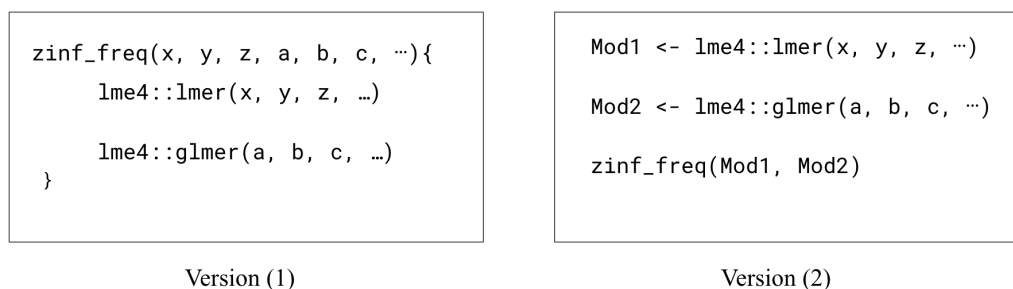 zinf_freq(x, y, z, a, b, c, ⋯){
lme4::lmer(x, y, z, …)
lme4::glmer(a, b, c, …)
}
Version (1)
Mod1 <- lme4::lmer(x, y, z, ⋯)
Mod2 <- lme4::glmer(a, b, c, ⋯)
zinf_freq(Mod1, Mod2)
Version (2)